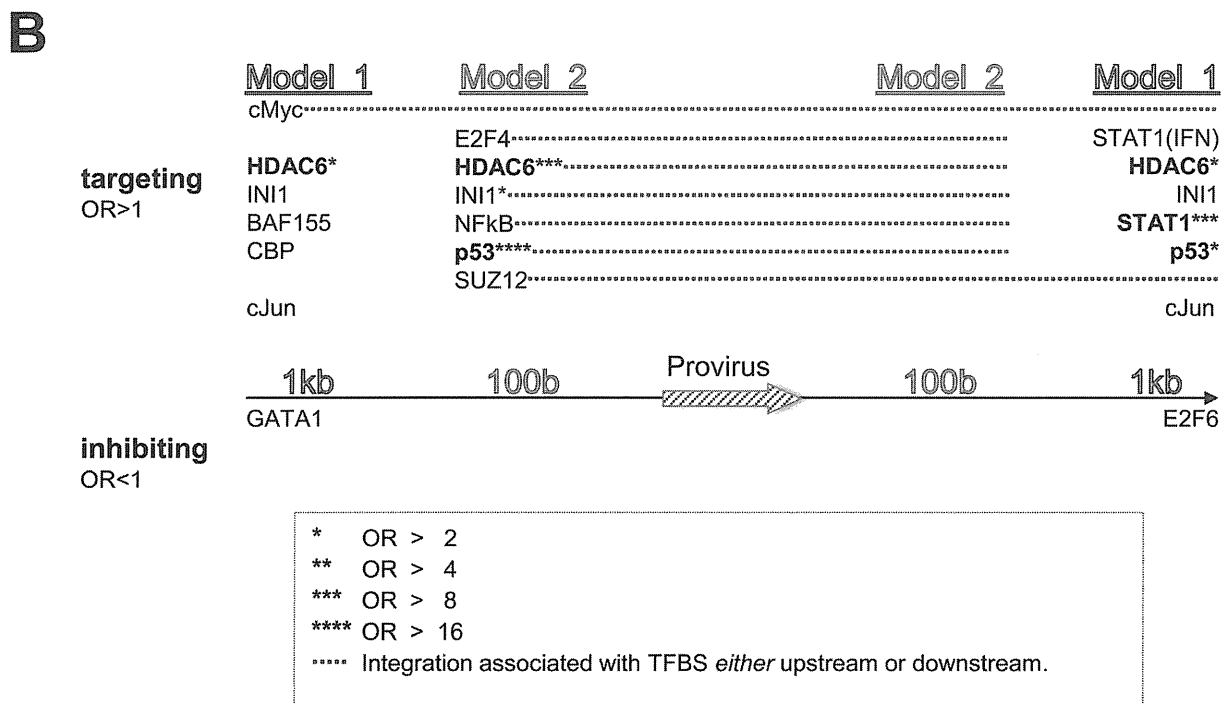 B
Model 1 Model 2 Model 2 Model 1
cMyc
E2F4 STAT1(IFN)
targeting HDAC6* HDAC6*** HDAC6*
OR>1 INI1 INI1* INI1
BAF155 NFkB STAT1***
CBP p53**** p53*
SUZ12
cJun cJun
Provirus
1kb 100b 100b 1kb
GATA1 E2F6
inhibiting
OR<1
* OR > 2
** OR > 4
*** OR > 8
**** OR > 16
Integration associated with TFBS either upstream or downstream.